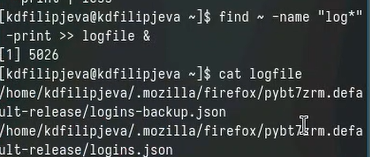 [kdfilipjeva@kdfilipjeva ~]$ find ~ -name "log*"
-print >> logfile &
[1] 5026
[kdfilipjeva@kdfilipjeva ~]$ cat logfile
/home/kdfilipjeva/.mozilla/firefox/pybt7zrm.defa
ult-release/logins-backup.json
/home/kdfilipjeva/.mozilla/firefox/pybt7zrm.defa
ult-release/logins.json